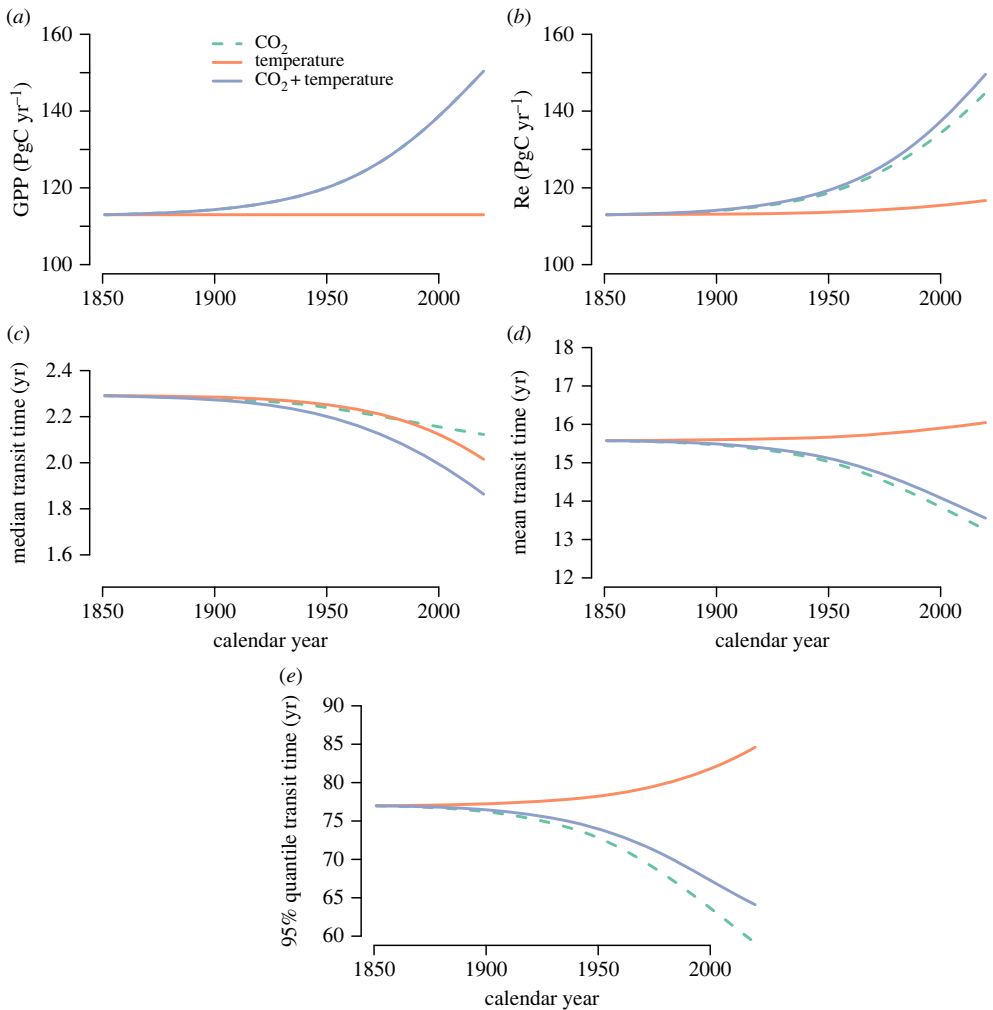 (a)
160
140
120
100
GPP (PgC yr⁻¹)
CO₂
temperature
CO₂ + temperature
1850 1900 1950 2000
(b)
160
140
120
100
Re (PgC yr⁻¹)
1850 1900 1950 2000
(c)
2.4
2.2
2.0
1.8
1.6
median transit time (yr)
1850 1900 1950 2000
calendar year
(d)
18
17
16
15
14
13
12
mean transit time (yr)
1850 1900 1950 2000
calendar year
(e)
90
85
80
75
70
65
60
95% quantile transit time (yr)
1850 1900 1950 2000
calendar year